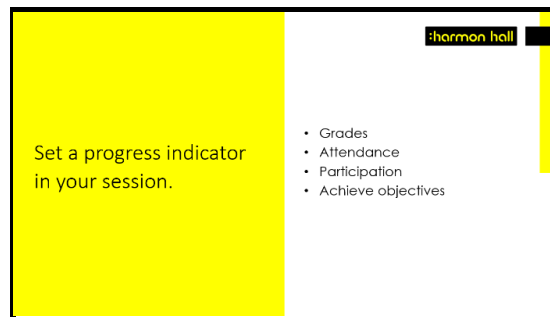 :harmon hall
Set a progress indicator
in your session.
• Grades
• Attendance
• Participation
• Achieve objectives